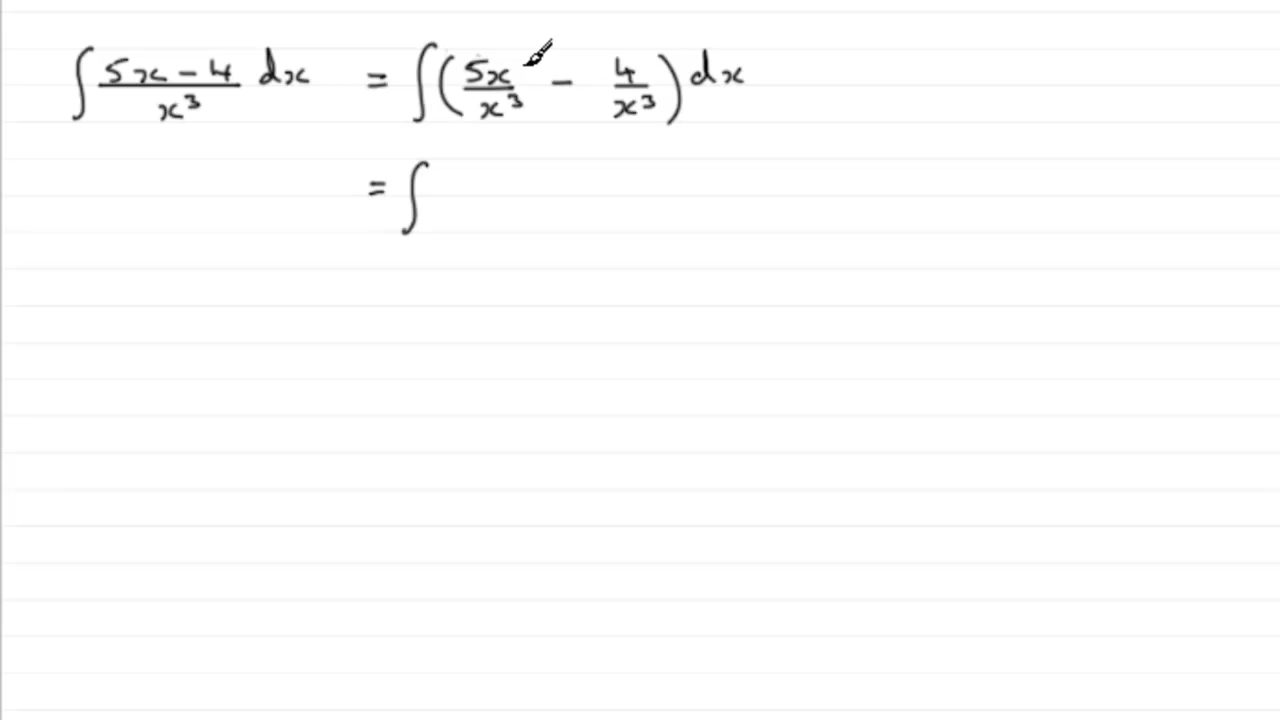 ∫ (5x − 4)/x³ dx = ∫(5x/x³ − 4/x³) dx
= ∫